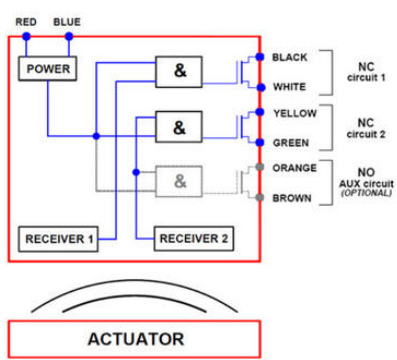 RED BLUE
POWER
&
BLACK
WHITE
NC
circuit 1
&
YELLOW
GREEN
NC
circuit 2
&
ORANGE
BROWN
NO
AUX circuit
(OPTIONAL)
RECEIVER 1
RECEIVER 2
ACTUATOR